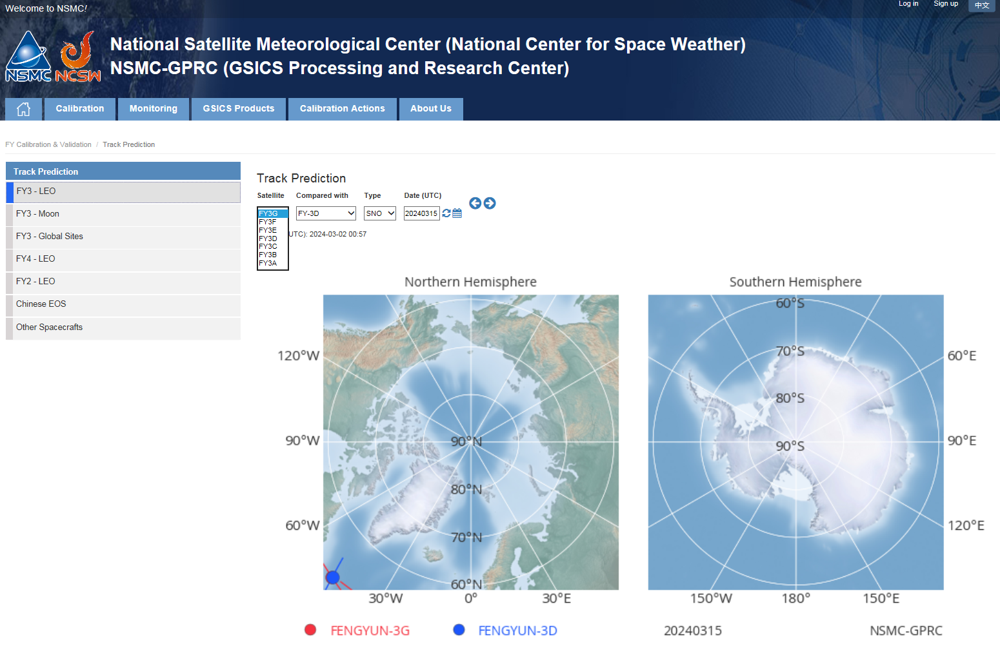 Welcome to NSMC!
Log in
Sign up
中文
NSMC
NCSW
National Satellite Meteorological Center (National Center for Space Weather)
NSMC-GPRC (GSICS Processing and Research Center)
Calibration
Monitoring
GSICS Products
Calibration Actions
About Us
FY Calibration & Validation / Track Prediction
Track Prediction
FY3 - LEO
FY3 - Moon
FY3 - Global Sites
FY4 - LEO
FY2 - LEO
Chinese EOS
Other Spacecrafts
Track Prediction
Satellite
Compared with
Type
Date (UTC)
FY3G
FY3F
FY3E
FY3D
FY3C
FY3B
FY3A
FY-3D
SNO
20240315
UTC): 2024-03-02 00:57
Northern Hemisphere
120°W
90°W
60°W
90°N
80°N
70°N
60°N
30°W
0°
30°E
Southern Hemisphere
60°S
70°S
80°S
90°S
60°E
90°E
120°E
150°W
180°
150°E
FENGYUN-3G
FENGYUN-3D
20240315
NSMC-GPRC